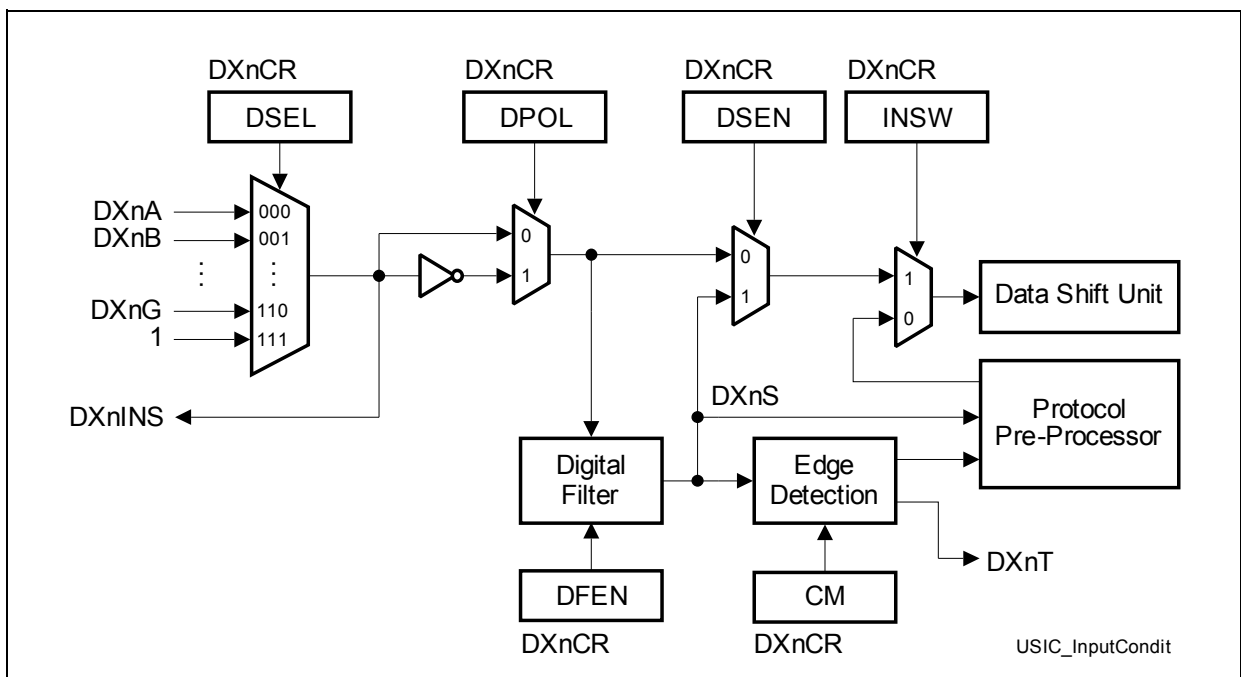 DXnCR
DXnCR
DXnCR
DXnCR
DSEL
DPOL
DSEN
INSW
DXnA
000
DXnB
001
⋮
⋮
DXnG
110
1
111
0
1
0
1
1
0
Data Shift Unit
DXnINS
DXnS
Protocol
Pre-Processor
Digital
Filter
Edge
Detection
DXnT
DFEN
CM
DXnCR
DXnCR
USIC_InputCondit